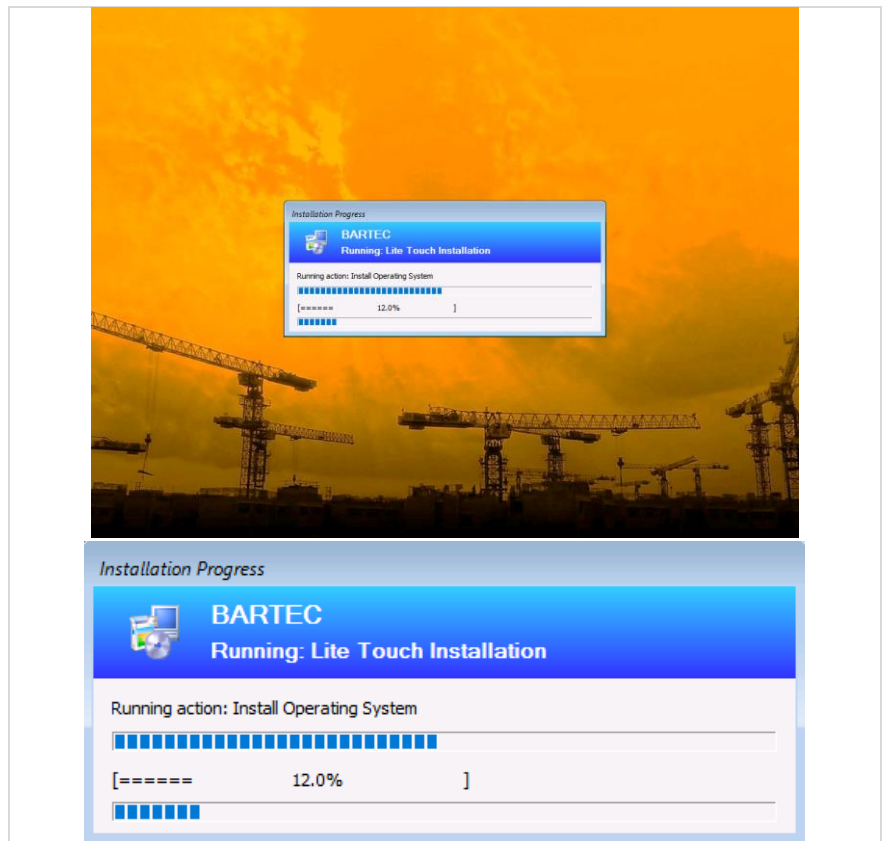 Installation Progress
BARTEC
Running: Lite Touch Installation
Running action: Install Operating System
[====== 12.0% ]
Installation Progress
BARTEC
Running: Lite Touch Installation
Running action: Install Operating System
[====== 12.0% ]